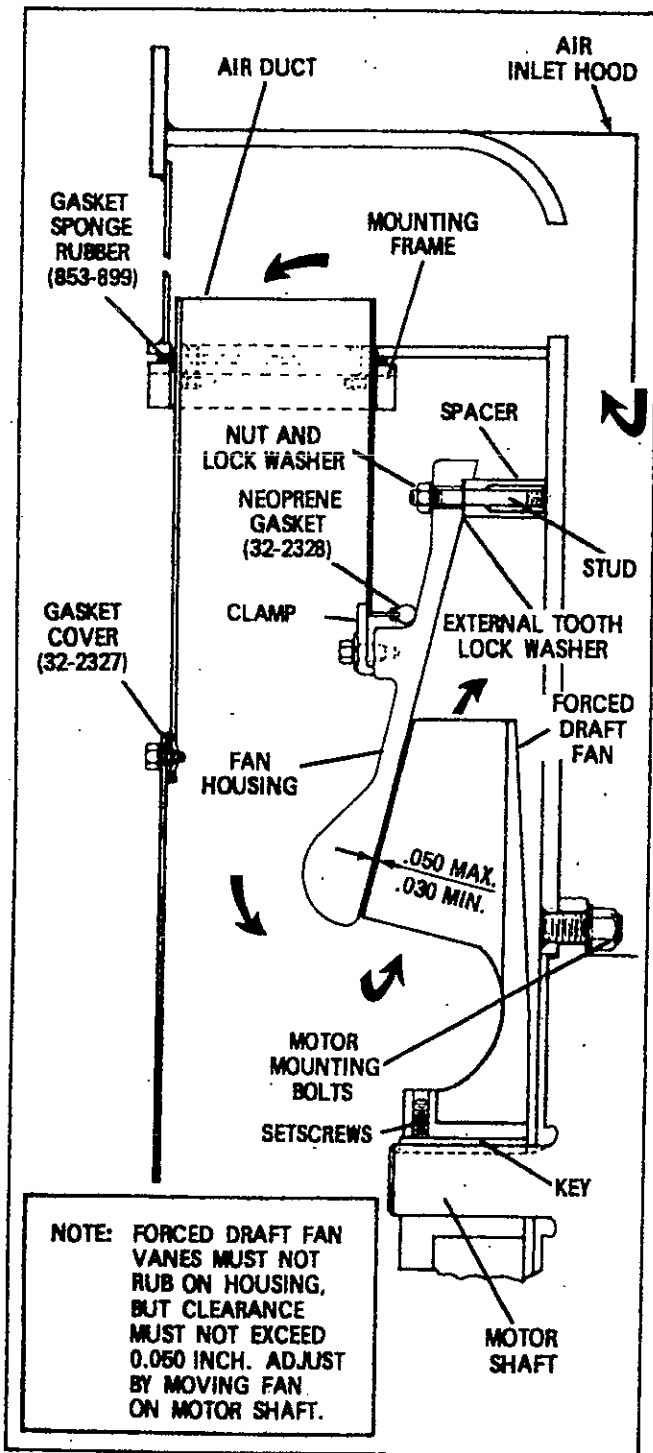 AIR DUCT
AIR
INLET HOOD
GASKET
SPONGE
RUBBER
(853-899)
MOUNTING
FRAME
SPACER
NUT AND
LOCK WASHER
NEOPRENE
GASKET
(32-2328)
STUD
CLAMP
EXTERNAL TOOTH
LOCK WASHER
GASKET
COVER
(32-2327)
FORCED
DRAFT
FAN
FAN
HOUSING
.050 MAX.
.030 MIN.
MOTOR
MOUNTING
BOLTS
SETSCREWS
KEY
MOTOR
SHAFT
NOTE: FORCED DRAFT FAN
VANES MUST NOT
RUB ON HOUSING,
BUT CLEARANCE
MUST NOT EXCEED
0.050 INCH. ADJUST
BY MOVING FAN
ON MOTOR SHAFT.